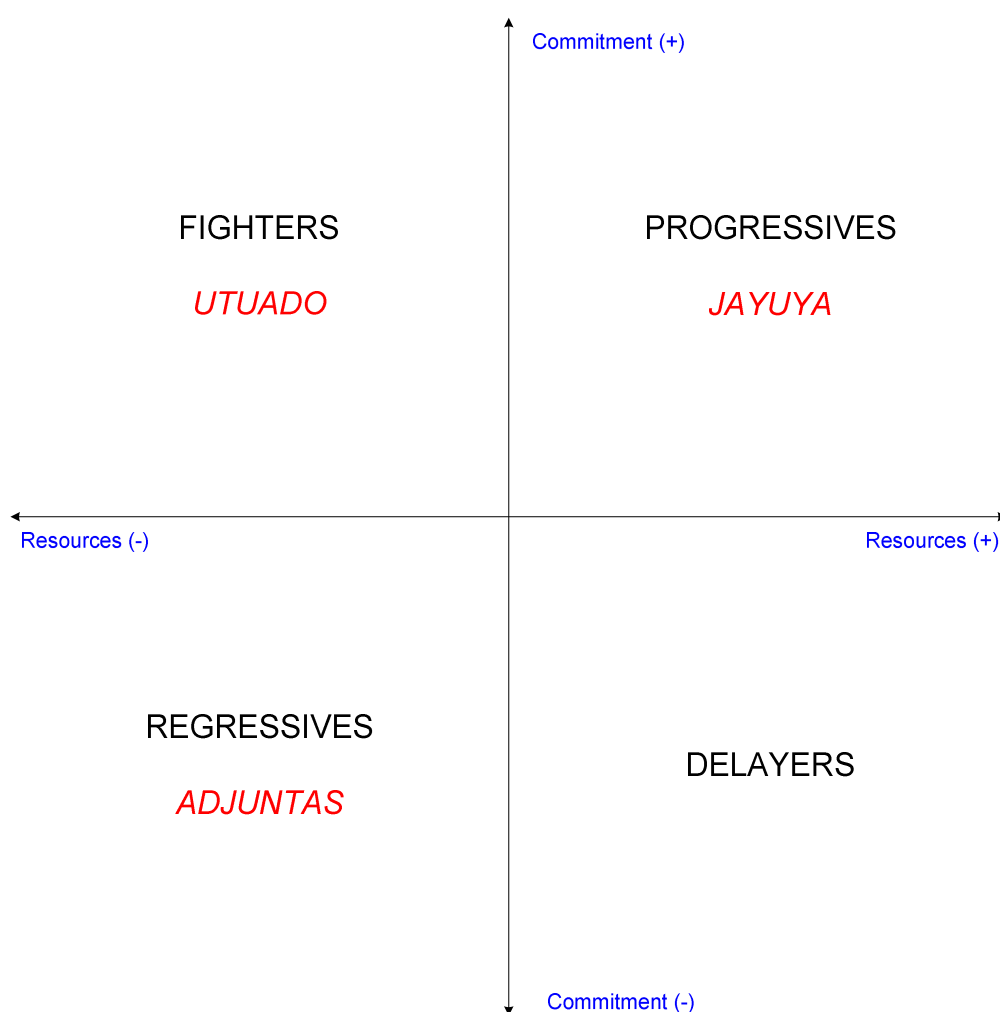 Commitment (+)
FIGHTERS
PROGRESSIVES
UTUADO
JAYUYA
Resources (-)
Resources (+)
REGRESSIVES
DELAYERS
ADJUNTAS
Commitment (-)